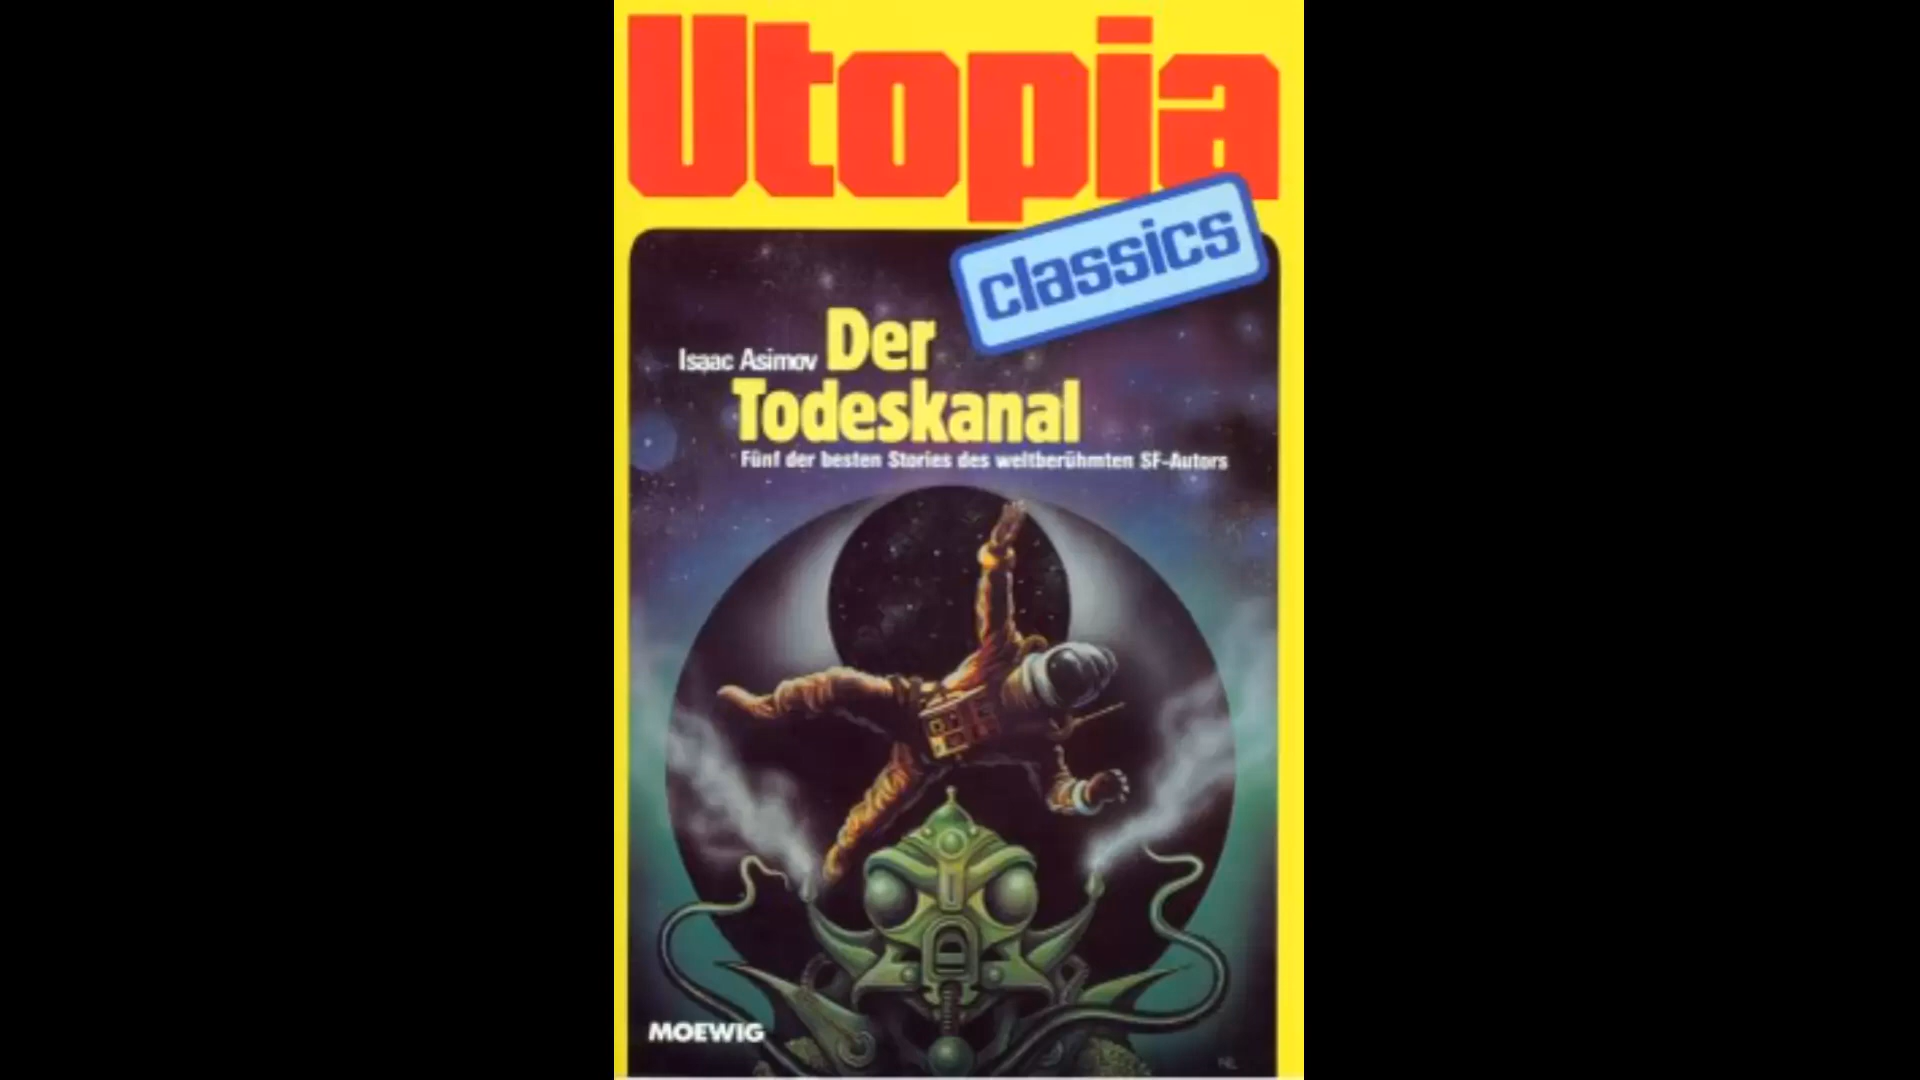 Utopia
classics
Isaac Asimov Der
Todeskanal
Fünf der besten Stories des weltberühmten SF-Autors
MOEWIG